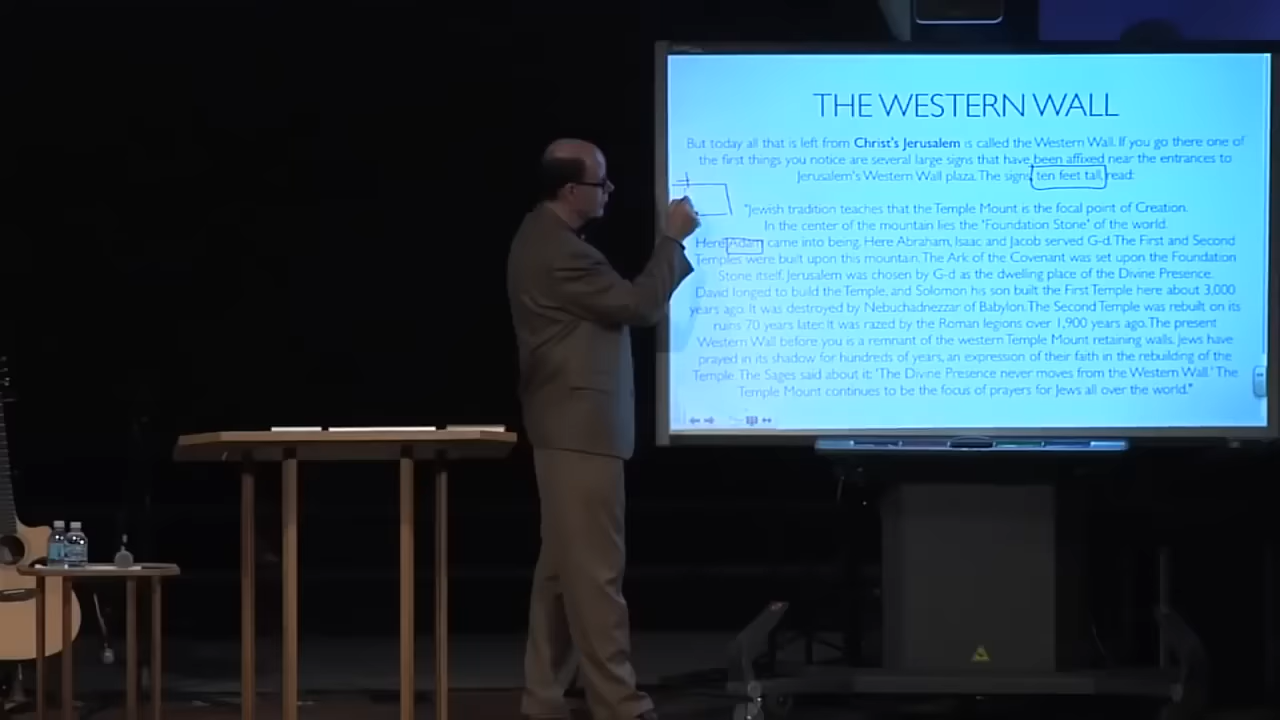 THE WESTERN WALL
But today all that is left from Christ's Jerusalem is called the Western Wall. If you go there one of
the first things you notice are several large signs that have been affixed near the entrances to
Jerusalem's Western Wall plaza. The signs ten feet tall, read:
"Jewish tradition teaches that the Temple Mount is the focal point of Creation.
In the center of the mountain lies the 'Foundation Stone' of the world.
Here Adam came into being. Here Abraham, Isaac and Jacob served G-d. The First and Second
Temples were built upon this mountain. The Ark of the Covenant was set upon the Foundation
Stone itself. Jerusalem was chosen by G-d as the dwelling place of the Divine Presence.
David longed to build the Temple, and Solomon his son built the First Temple here about 3,000
years ago. It was destroyed by Nebuchadnezzar of Babylon. The Second Temple was rebuilt on its
ruins 70 years later. It was razed by the Roman legions over 1,900 years ago. The present
Western Wall before you is a remnant of the western Temple Mount retaining walls. Jews have
prayed in its shadow for hundreds of years, an expression of their faith in the rebuilding of the
Temple. The Sages said about it: 'The Divine Presence never moves from the Western Wall.' The
Temple Mount continues to be the focus of prayers for Jews all over the world."